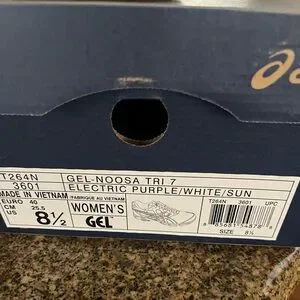 T264N GEL-NOOSA TRI 7
3601 ELECTRIC PURPLE/WHITE/SUN
MADE IN VIETNAM FABRIQUE AU VIETNAM
EURO 40
CM 25.5
US 8½
WOMEN'S
GEL
T264N 3601 UPC
SIZE 8½